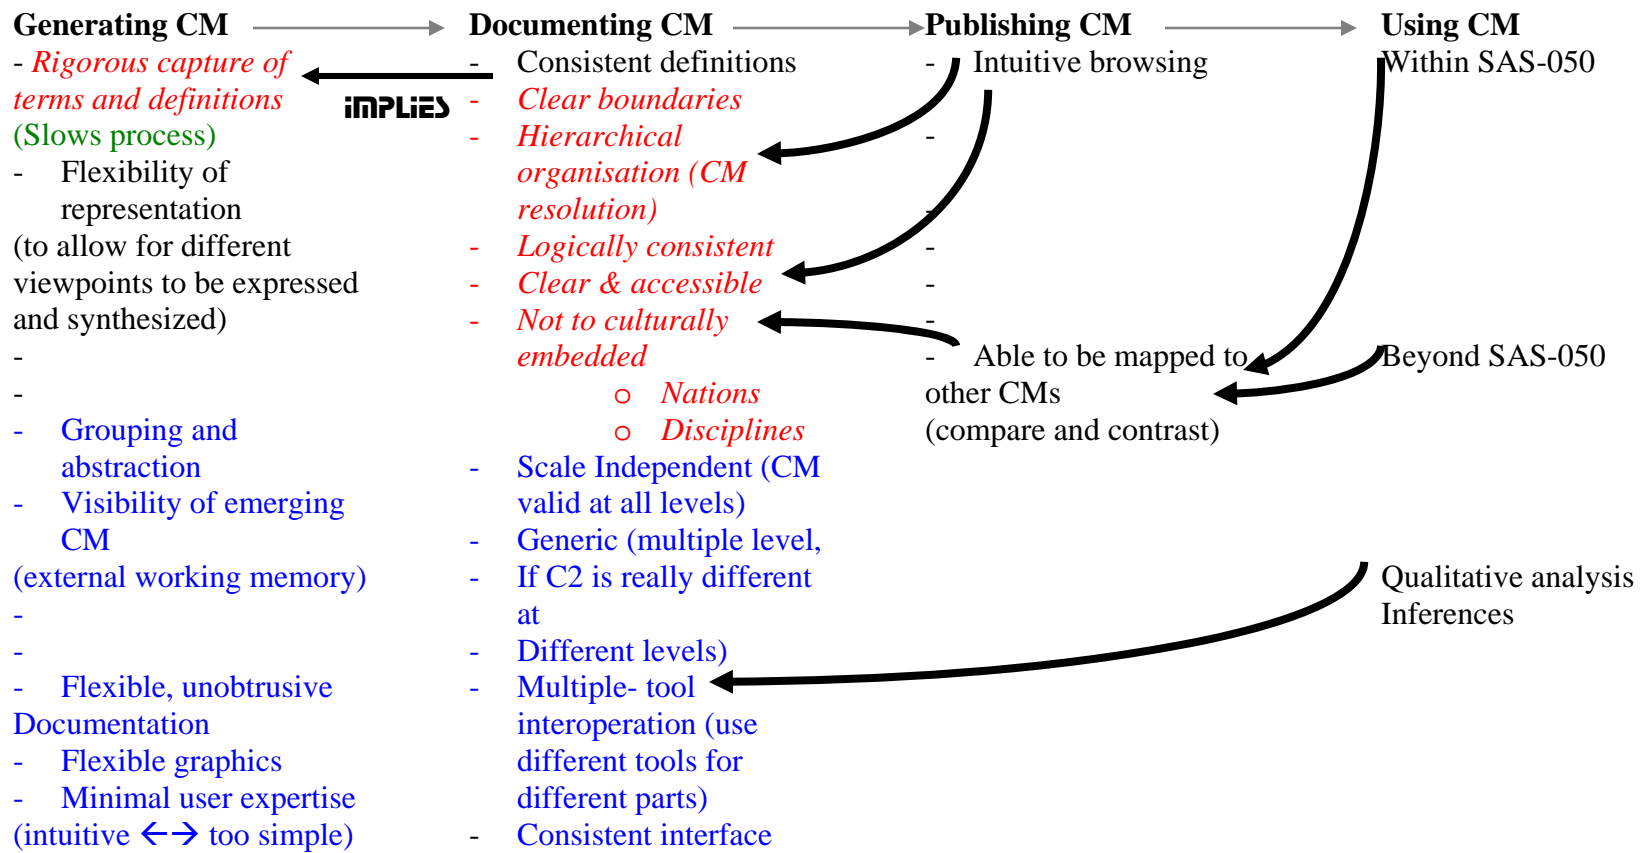 Generating CM
- Rigorous capture of
terms and definitions
(Slows process)
- Flexibility of
representation
(to allow for different
viewpoints to be expressed
and synthesized)
-
-
- Grouping and
abstraction
- Visibility of emerging
CM
(external working memory)
-
-
- Flexible, unobtrusive
Documentation
- Flexible graphics
- Minimal user expertise
(intuitive ←→ too simple)
implies
Documenting CM
- Consistent definitions
- Clear boundaries
- Hierarchical
organisation (CM
resolution)
- Logically consistent
- Clear & accessible
- Not to culturally
embedded
o Nations
o Disciplines
- Scale Independent (CM
valid at all levels)
- Generic (multiple level,
- If C2 is really different
at
- Different levels)
- Multiple- tool
interoperation (use
different tools for
different parts)
- Consistent interface
Publishing CM
- Intuitive browsing
-
-
-
-
-
- Able to be mapped to
other CMs
(compare and contrast)
Using CM
Within SAS-050
Beyond SAS-050
Qualitative analysis
Inferences